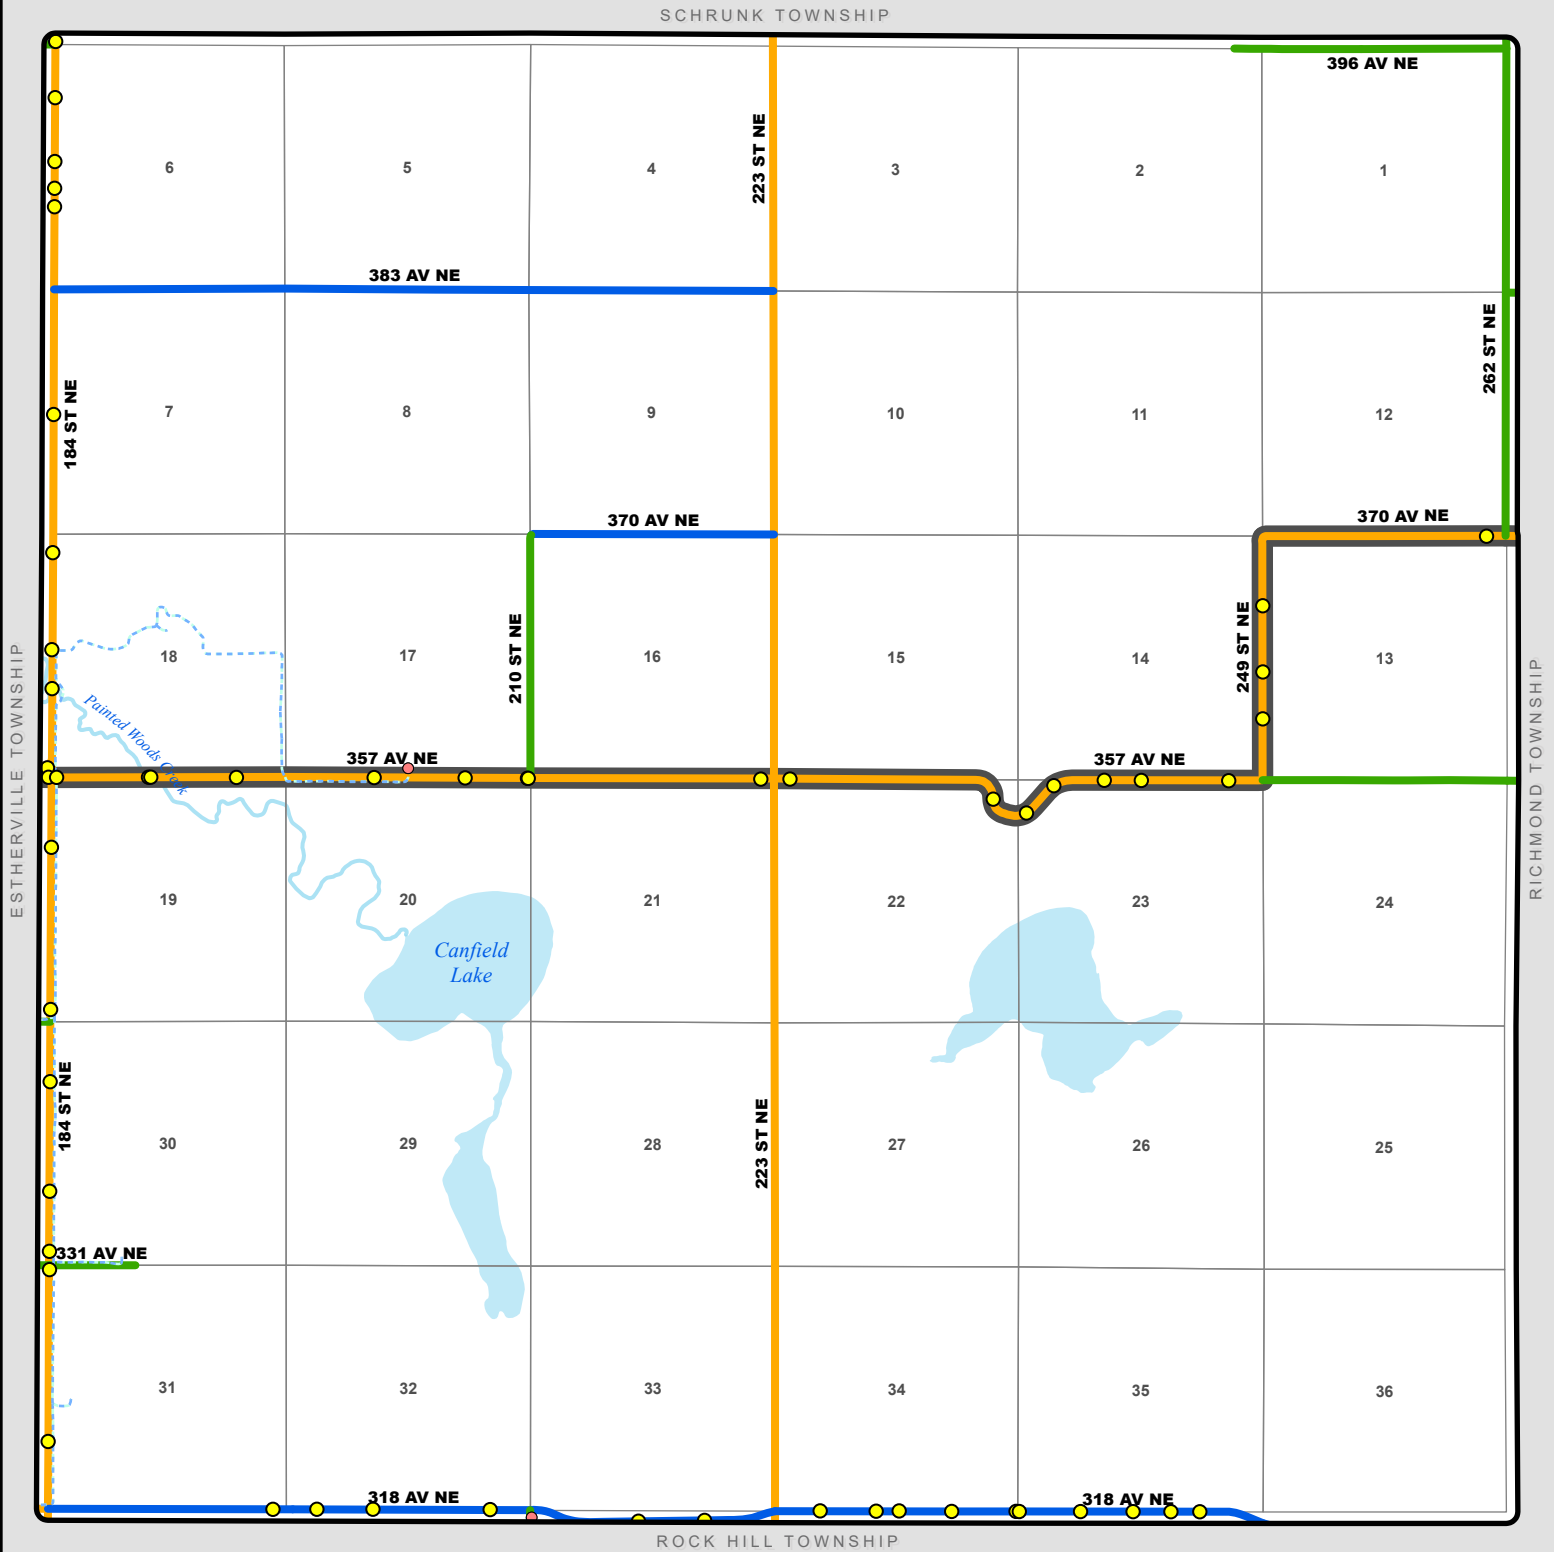 SCHRUNK TOWNSHIP
396 AV NE
223 ST NE
6
5
4
3
2
1
383 AV NE
262 ST NE
184 ST NE
7
8
9
10
11
12
370 AV NE
370 AV NE
ESTHERVILLE TOWNSHIP
18
17
210 ST NE
16
15
14
249 ST NE
13
RICHMOND TOWNSHIP
Painted Woods Creek
357 AV NE
357 AV NE
19
20
21
22
23
24
Canfield
Lake
184 ST NE
30
29
28
223 ST NE
27
26
25
331 AV NE
31
32
33
34
35
36
318 AV NE
318 AV NE
ROCK HILL TOWNSHIP